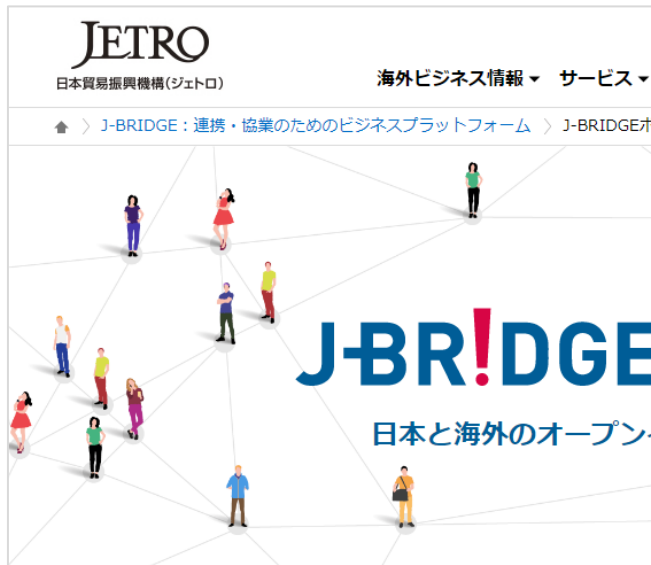 JETRO
日本貿易振興機構(ジェトロ)
海外ビジネス情報 サービス
J-BRIDGE：連携・協業のためのビジネスプラットフォーム 〉 J-BRIDGEホ
J-BR!DGE
日本と海外のオープン